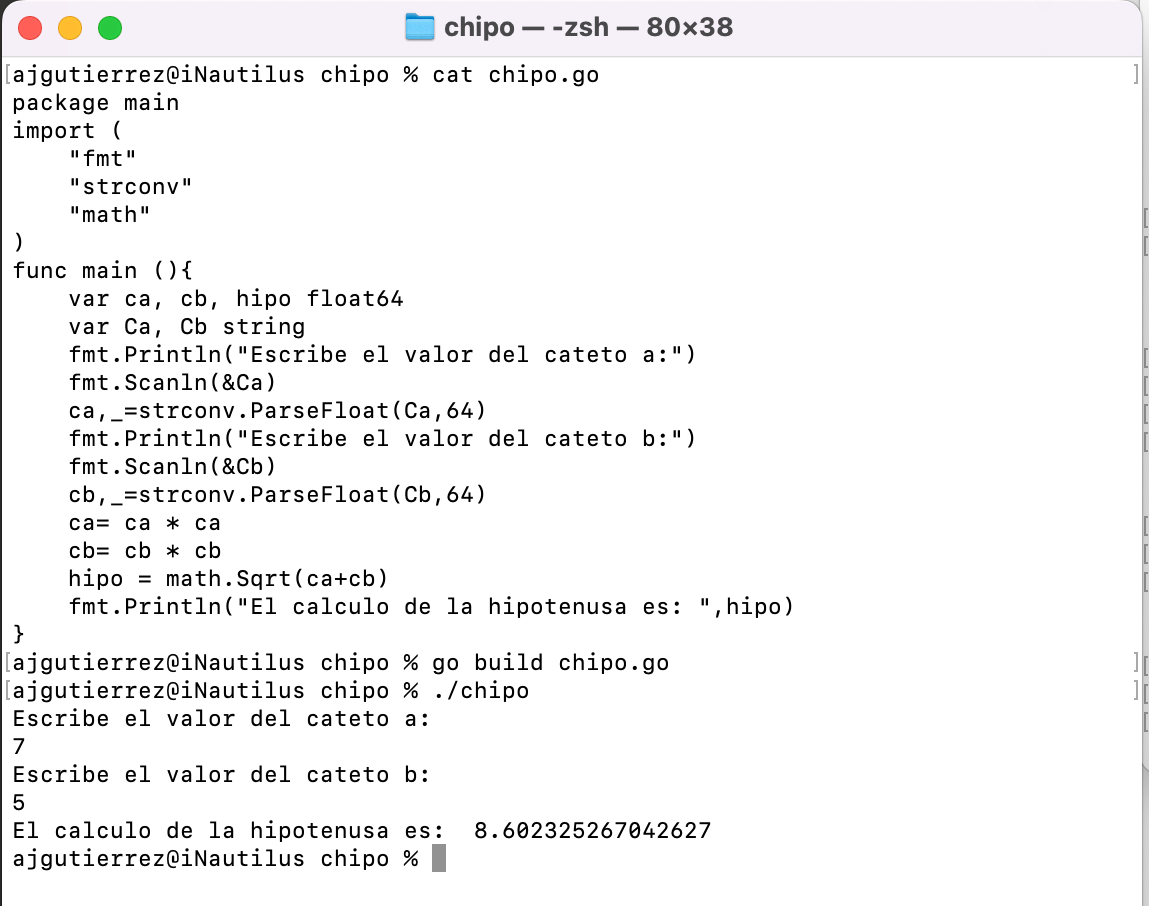 chipo — -zsh — 80×38
[ajgutierrez@iNautilus chipo % cat chipo.go ]
package main
import (
    "fmt"
    "strconv"
    "math"
)
func main (){
    var ca, cb, hipo float64
    var Ca, Cb string
    fmt.Println("Escribe el valor del cateto a:")
    fmt.Scanln(&Ca)
    ca,_=strconv.ParseFloat(Ca,64)
    fmt.Println("Escribe el valor del cateto b:")
    fmt.Scanln(&Cb)
    cb,_=strconv.ParseFloat(Cb,64)
    ca= ca * ca
    cb= cb * cb
    hipo = math.Sqrt(ca+cb)
    fmt.Println("El calculo de la hipotenusa es: ",hipo)
}
[ajgutierrez@iNautilus chipo % go build chipo.go ]
[ajgutierrez@iNautilus chipo % ./chipo ]
Escribe el valor del cateto a:
7
Escribe el valor del cateto b:
5
El calculo de la hipotenusa es:  8.602325267042627
ajgutierrez@iNautilus chipo %